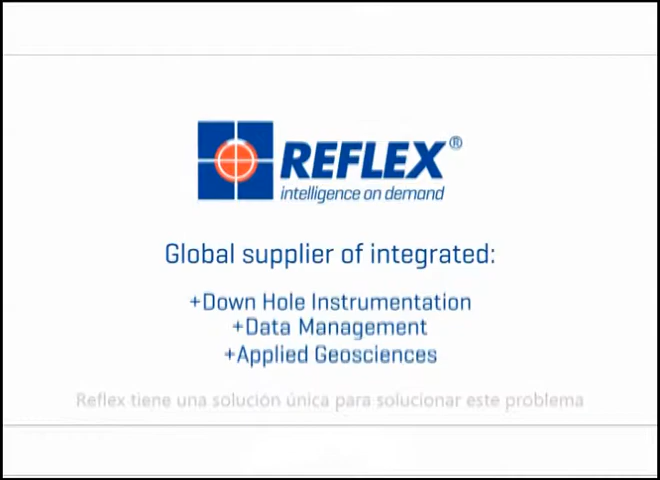 REFLEX®
intelligence on demand
Global supplier of integrated:
+Down Hole Instrumentation
+Data Management
+Applied Geosciences
Reflex tiene una solución única para solucionar este problema